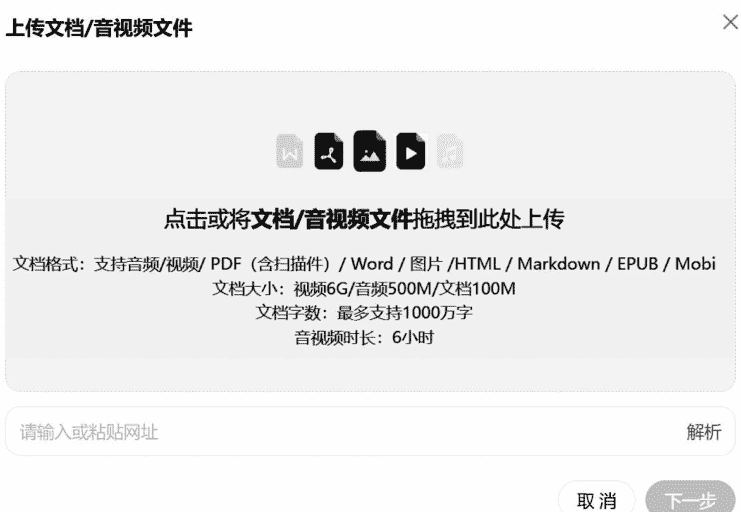 上传文档/音视频文件
点击或将文档/音视频文件拖拽到此处上传
文档格式：支持音频/视频/ PDF（含扫描件）/ Word / 图片 /HTML / Markdown / EPUB / Mobi
文档大小：视频6G/音频500M/文档100M
文档字数：最多支持1000万字
音视频时长：6小时
请输入或粘贴网址 解析
取消 下一步